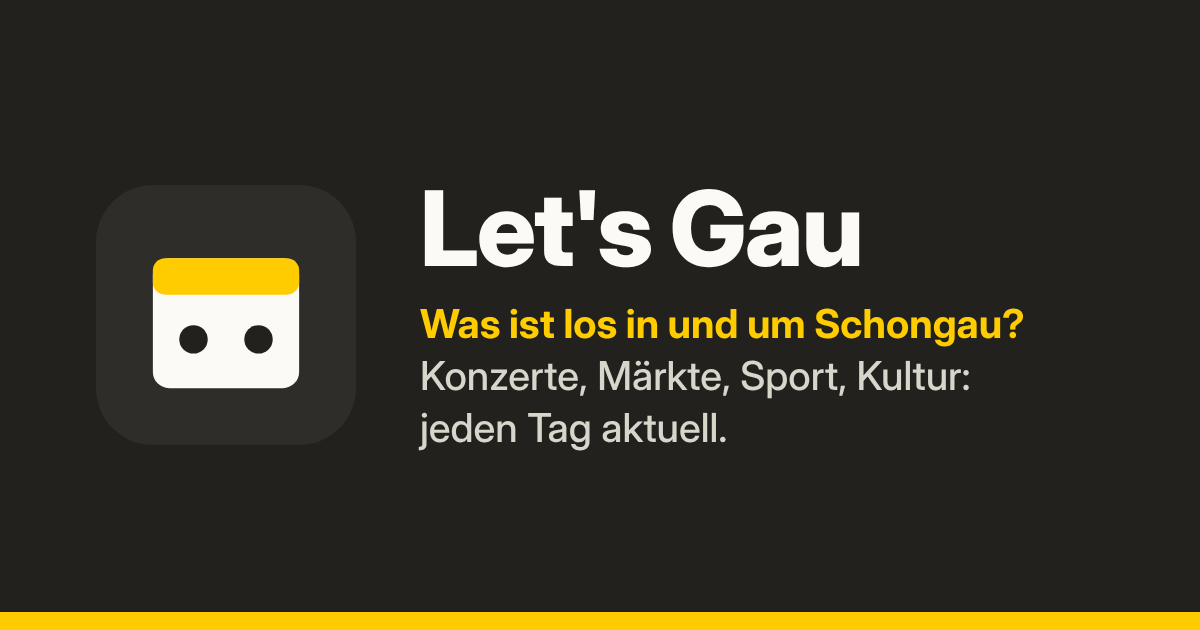 Let's Gau
Was ist los in und um Schongau?
Konzerte, Märkte, Sport, Kultur:
jeden Tag aktuell.